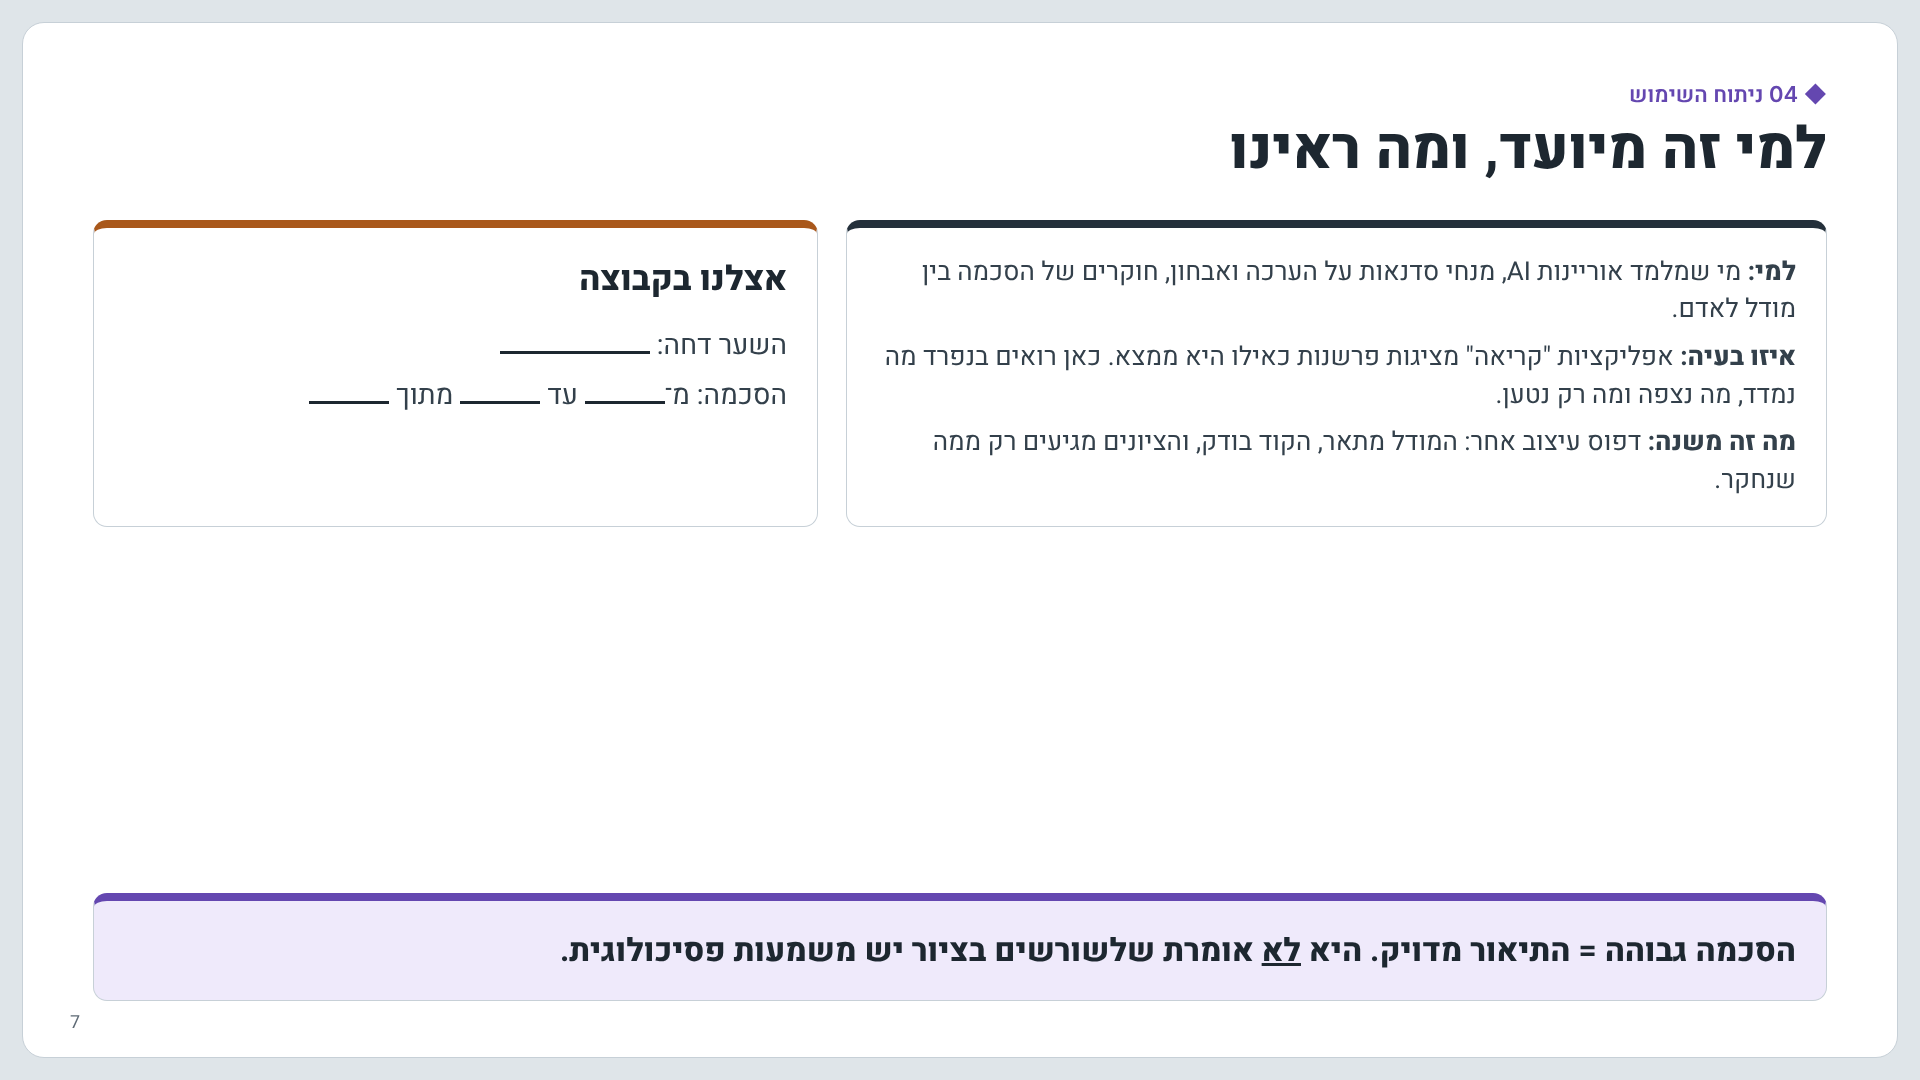 ◆ 04 ניתוח השימוש
למי זה מיועד, ומה ראינו
למי: מי שמלמד אוריינות AI, מנחי סדנאות על הערכה ואבחון, חוקרים של הסכמה בין
מודל לאדם.
איזו בעיה: אפליקציות "קריאה" מציגות פרשנות כאילו היא ממצא. כאן רואים בנפרד מה
נמדד, מה נצפה ומה רק נטען.
מה זה משנה: דפוס עיצוב אחר: המודל מתאר, הקוד בודק, והציונים מגיעים רק ממה
שנחקר.
אצלנו בקבוצה
השער דחה: ______
הסכמה: מ־______ עד ______ מתוך ______
הסכמה גבוהה = התיאור מדויק. היא לא אומרת שלשורשים בציור יש משמעות פסיכולוגית.
7